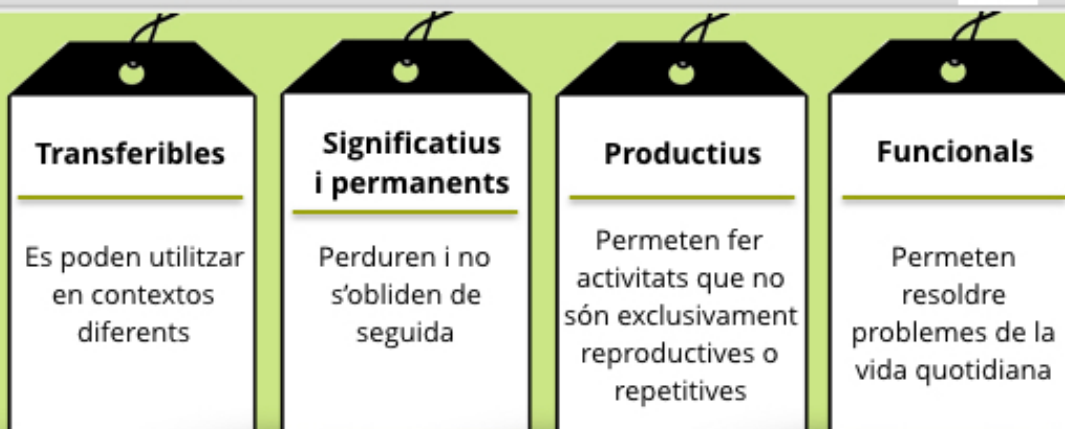 Transferibles
Es poden utilitzar
en contextos
diferents
Significatius
i permanents
Perduren i no
s'obliden de
seguida
Productius
Permeten fer
activitats que no
són exclusivament
reproductives o
repetitives
Funcionals
Permeten
resoldre
problemes de la
vida quotidiana